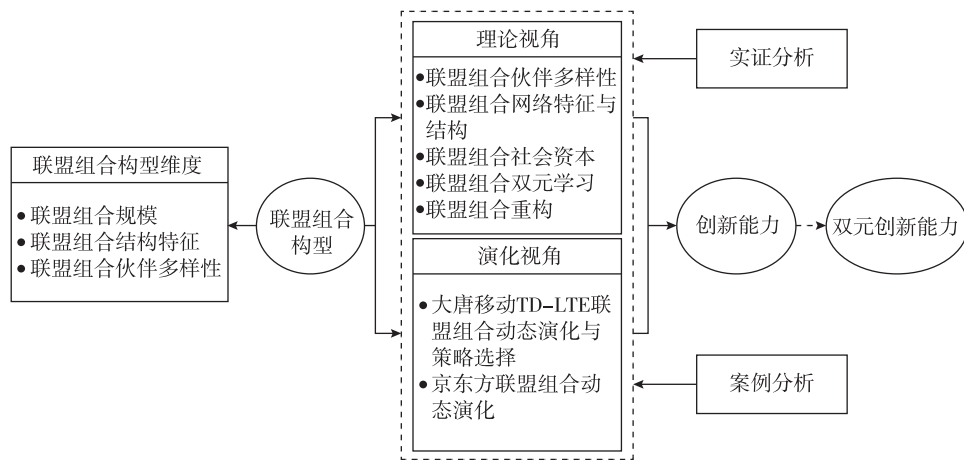 联盟组合构型维度
●联盟组合规模
●联盟组合结构特征
●联盟组合伙伴多样性
联盟组合
构型
理论视角
●联盟组合伙伴多样性
●联盟组合网络特征与
结构
●联盟组合社会资本
●联盟组合双元学习
●联盟组合重构
演化视角
●大唐移动TD-LTE联
盟组合动态演化与
策略选择
●京东方联盟组合动
态演化
实证分析
创新能力
双元创新能力
案例分析